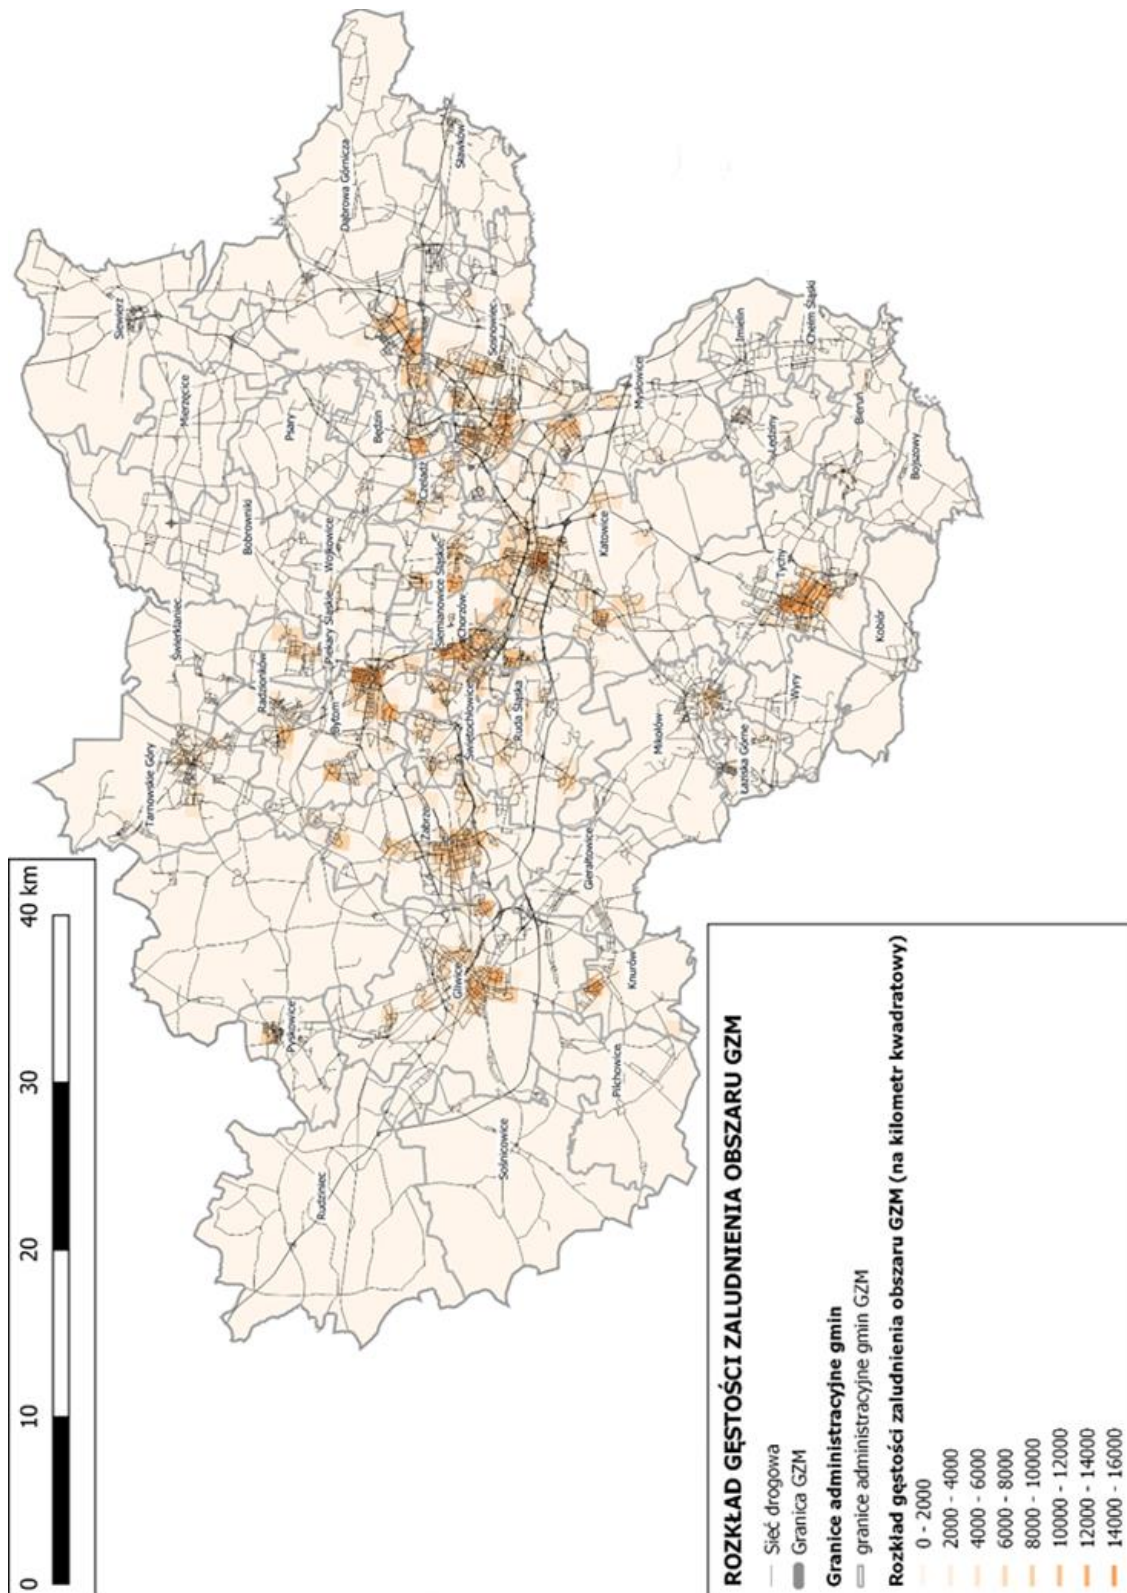 0 10 20 30 40 km
Siewierz
Mierzęcice
Dąbrowa Górnicza
Sławków
Psary
Będzin
Sosnowiec
Czeladź
Bobrowniki
Wojkowice
Świerklaniec
Piekary Śląskie
Siemianowice Śląskie
Chorzów
Katowice
Mysłowice
Imielin
Chełm Śląski
Lędziny
Bieruń
Bojszowy
Tychy
Kobiór
Tarnowskie Góry
Radzionków
Bytom
Świętochłowice
Ruda Śląska
Mikołów
Wyry
Łaziska Górne
Zabrze
Gierałtowice
Gliwice
Knurów
Pyskowice
Pilchowice
Rudziniec
Sośnicowice
ROZKŁAD GĘSTOŚCI ZALUDNIENIA OBSZARU GZM
Sieć drogowa
Granica GZM
Granice administracyjne gmin
granice administracyjne gmin GZM
Rozkład gęstości zaludnienia obszaru GZM (na kilometr kwadratowy)
0 - 2000
2000 - 4000
4000 - 6000
6000 - 8000
8000 - 10000
10000 - 12000
12000 - 14000
14000 - 16000